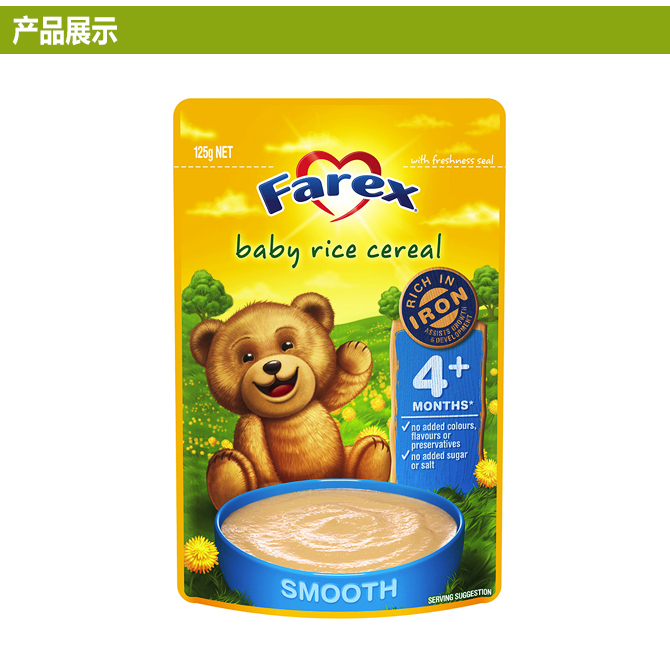 产品展示
125g NET
with freshness seal
Farex
baby rice cereal
RICH IN
IRON
ASSISTS GROWTH
& DEVELOPMENT
4+
MONTHS*
✓ no added colours,
flavours or
preservatives
✓ no added sugar
or salt
SMOOTH
SERVING SUGGESTION